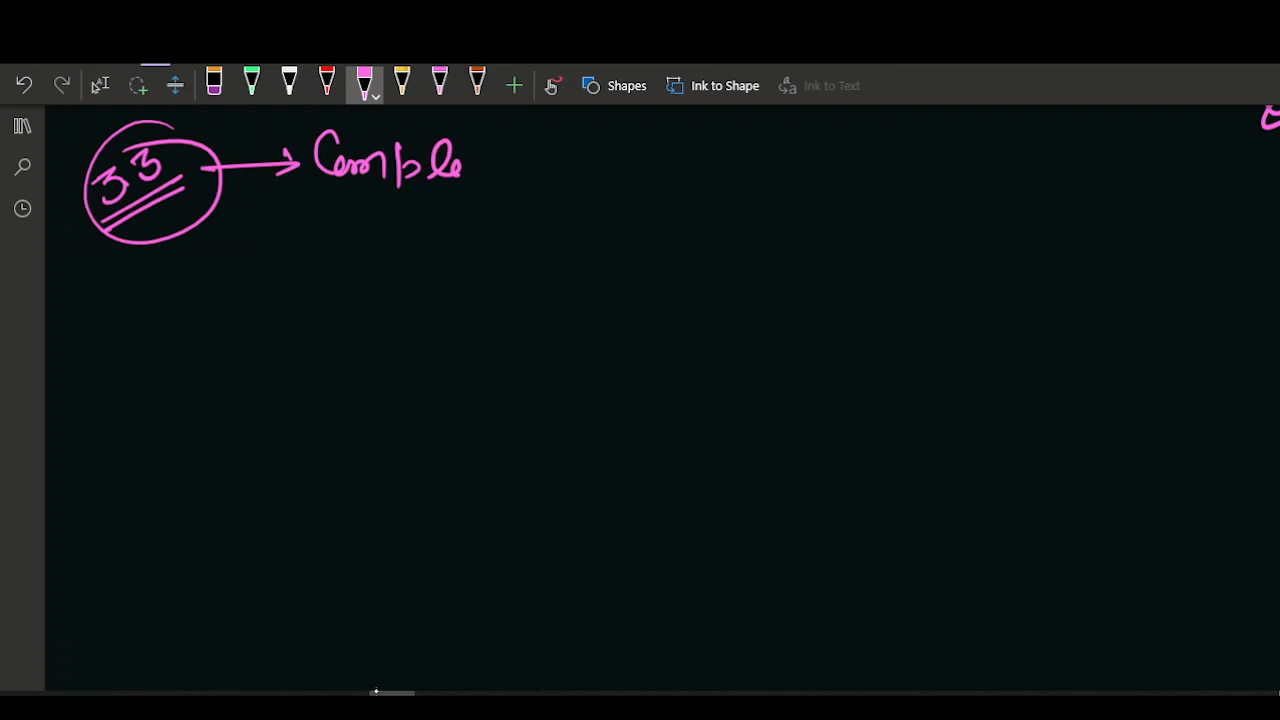 Shapes Ink to Shape Ink to Text
33 → Comple